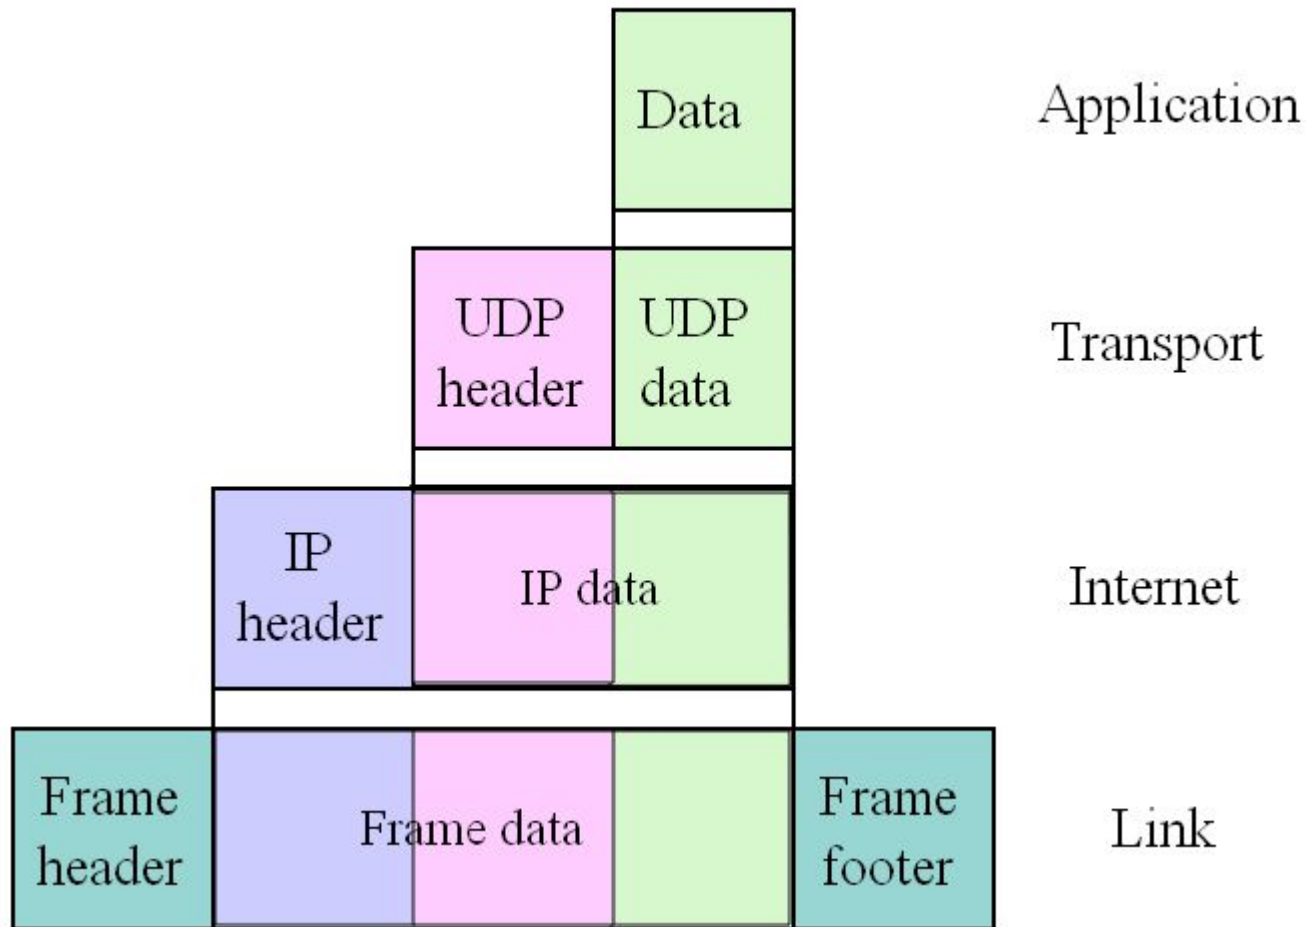 Data
Application
UDP
header
UDP
data
Transport
IP
header
IP data
Internet
Frame
header
Frame data
Frame
footer
Link